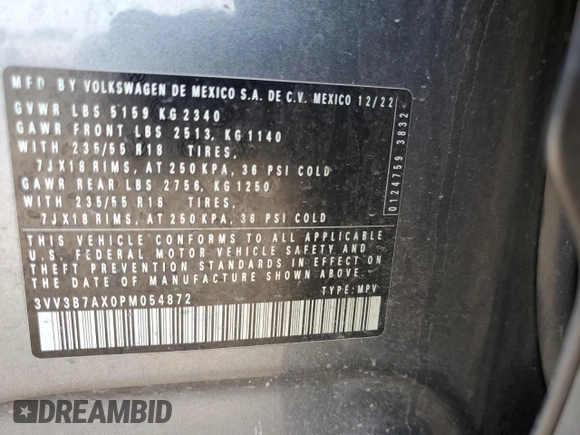 MFD BY VOLKSWAGEN DE MEXICO S.A. DE C.V. MEXICO 12/22
GVWR LBS 5159 KG 2340
GAWR FRONT LBS 2513, KG 1140
WITH 235/55 R18 TIRES,
7JX18 RIMS, AT 250 KPA, 36 PSI COLD
GAWR REAR LBS 2756, KG 1250
WITH 235/55 R18 TIRES,
7JX18 RIMS, AT 250 KPA, 36 PSI COLD
THIS VEHICLE CONFORMS TO ALL APPLICABLE
U.S. FEDERAL MOTOR VEHICLE SAFETY AND
THEFT PREVENTION STANDARDS IN EFFECT ON
THE DATE OF MANUFACTURE SHOWN ABOVE.
3VV3B7AX0PM054872 TYPE: MPV
0124759 3832
DREAMBID